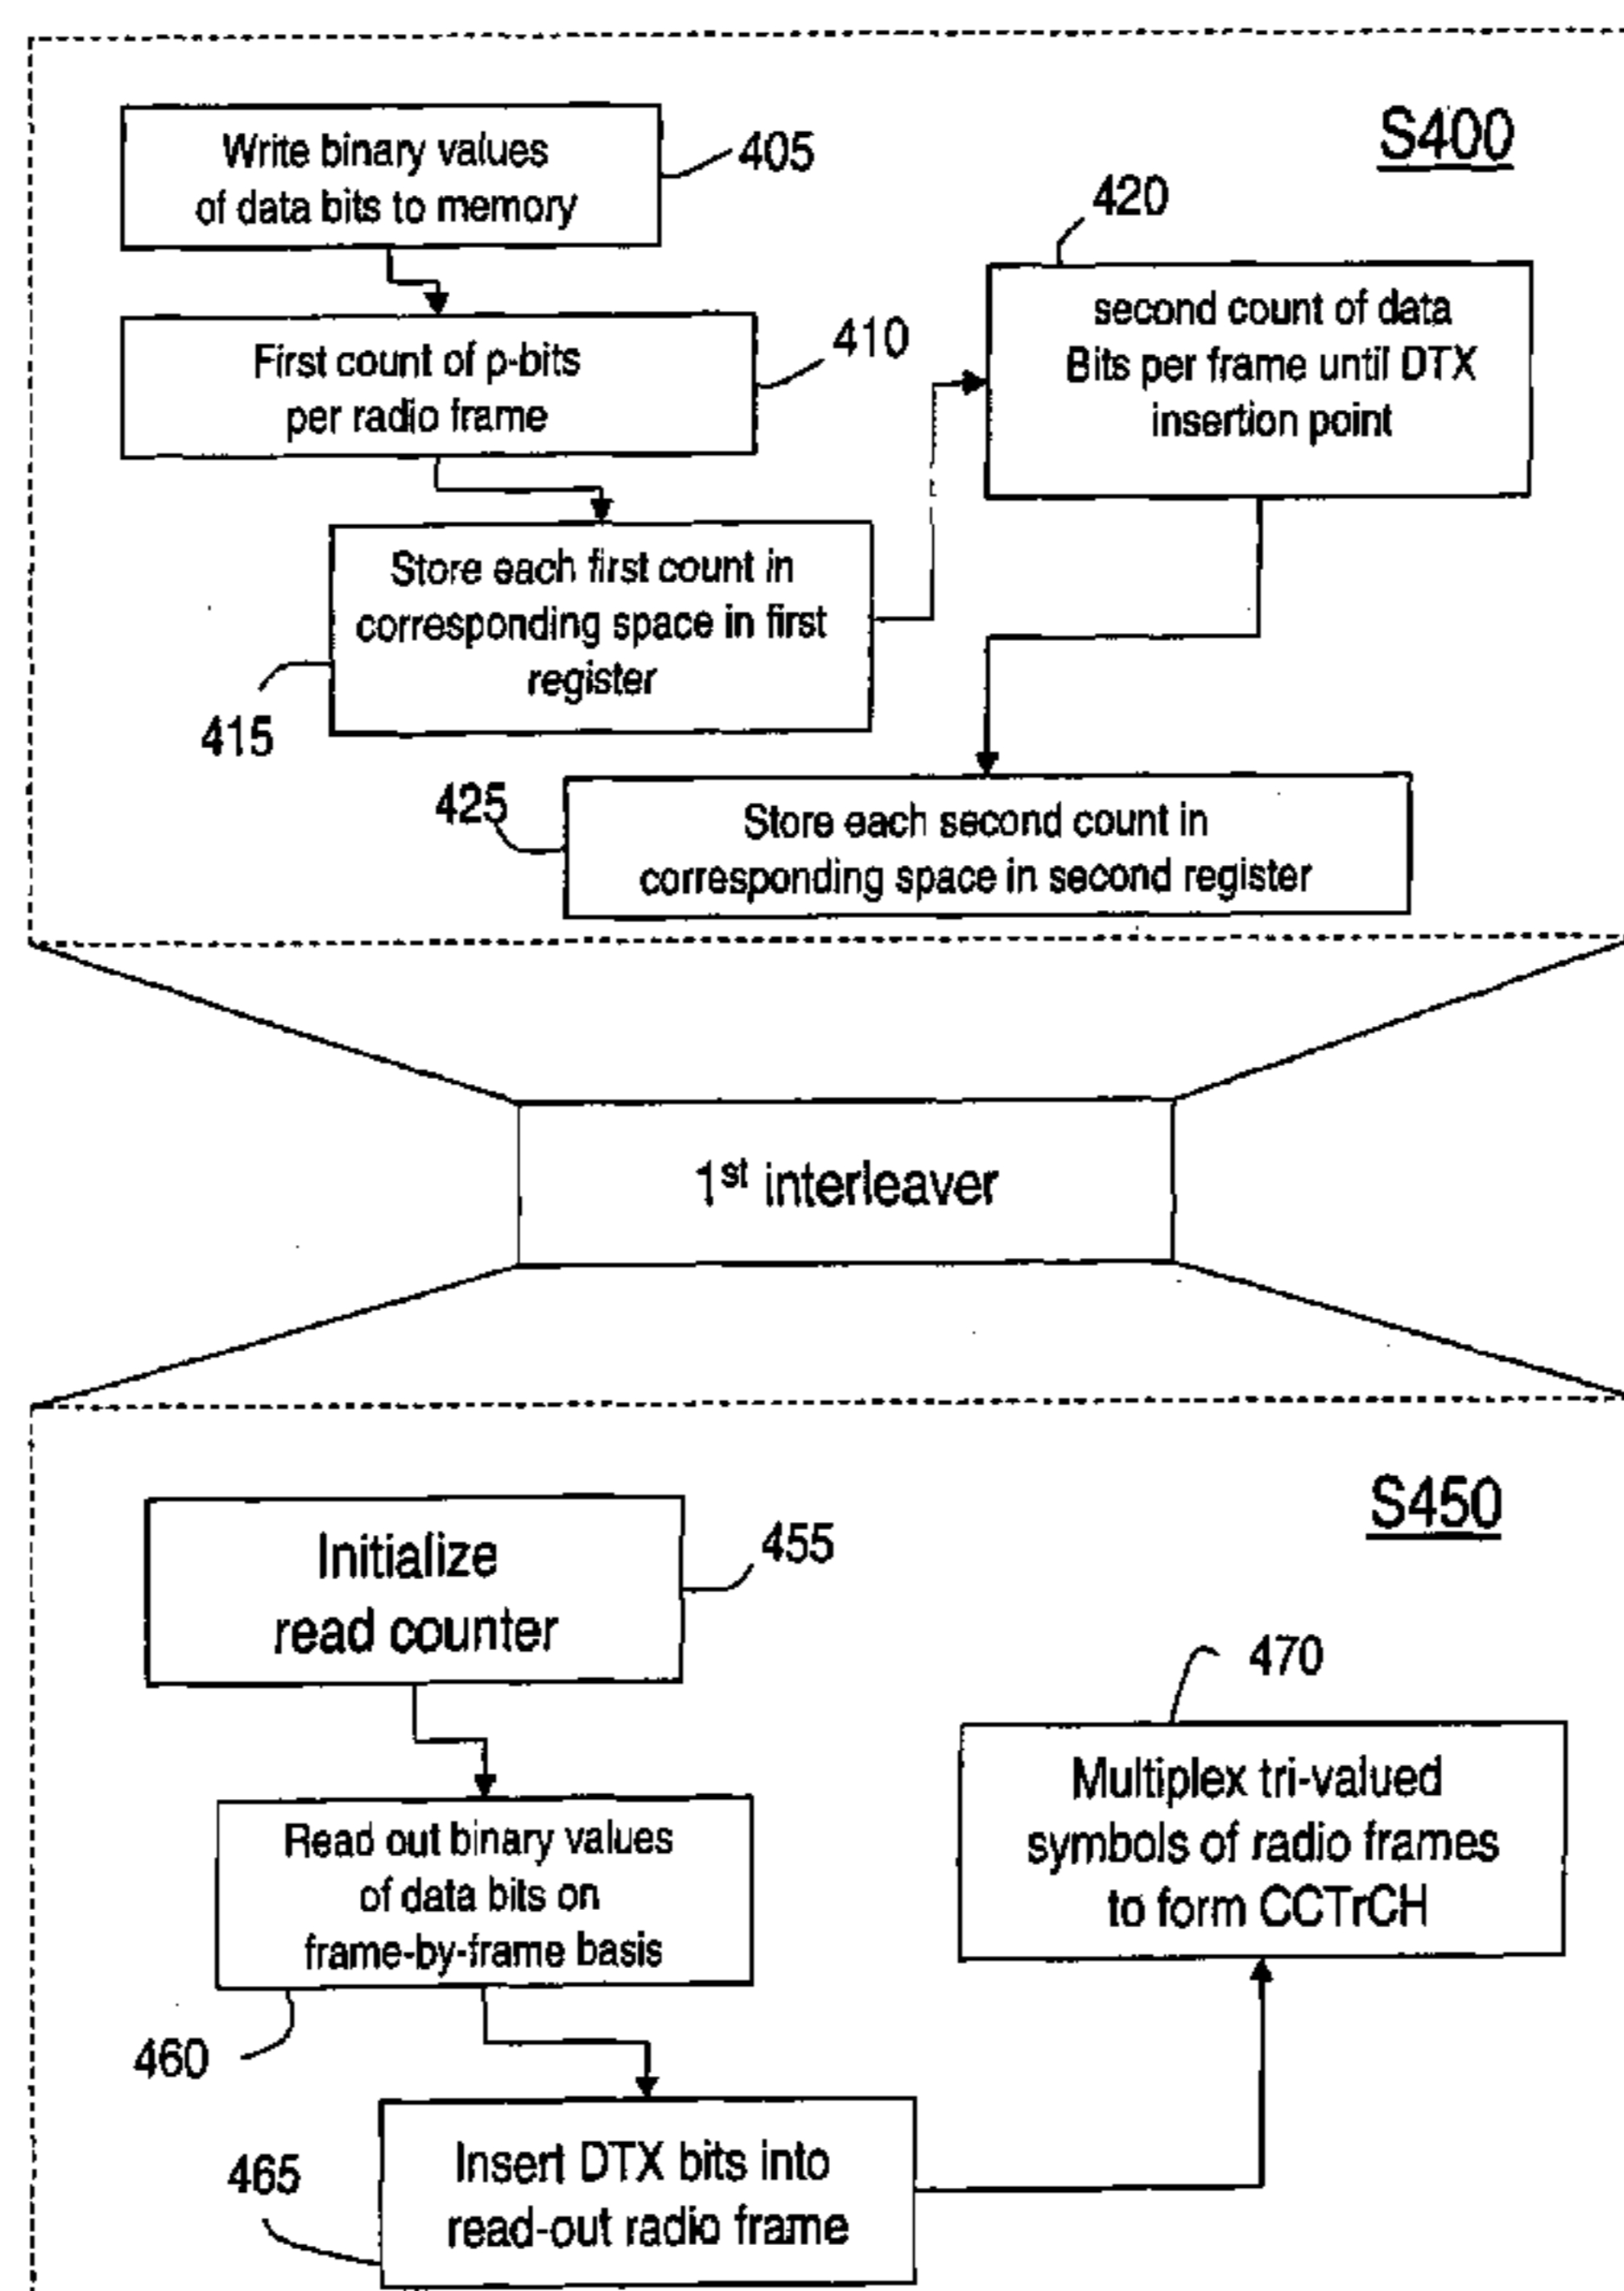 S400
Write binary values
of data bits to memory
405
First count of p-bits
per radio frame
410
Store each first count in
corresponding space in first
register
415
420
second count of data
Bits per frame until DTX
insertion point
425
Store each second count in
corresponding space in second register
1st interleaver
S450
Initialize
read counter
455
Read out binary values
of data bits on
frame-by-frame basis
460
Insert DTX bits into
read-out radio frame
465
470
Multiplex tri-valued
symbols of radio frames
to form CCTrCH